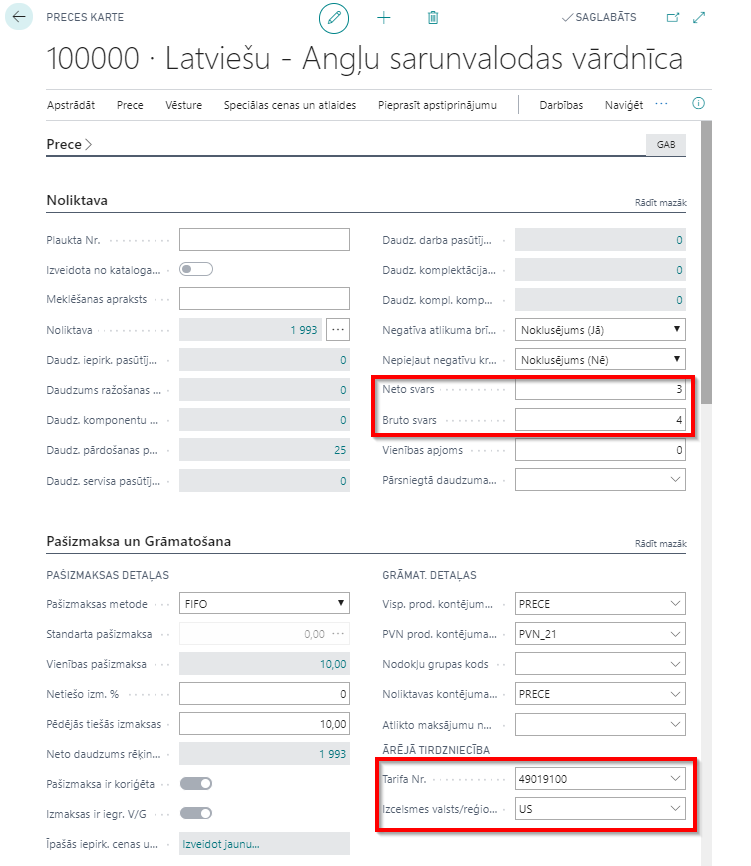 PRECES KARTE
SAGLABĀTS
100000 · Latviešu - Angļu sarunvalodas vārdnīca
Apstrādāt Prece Vēsture Speciālas cenas un atlaides Pieprasīt apstiprinājumu Darbības Naviģēt ···
Prece
GAB
Noliktava
Rādīt mazāk
Plaukta Nr.
Izveidota no kataloga...
Meklēšanas apraksts
Noliktava 1 993 ···
Daudz. iepirk. pasūtīj... 0
Daudzums ražošanas ... 0
Daudz. komponentu ... 0
Daudz. pārdošanas p... 25
Daudz. servisa pasūtīj... 0
Daudz. darba pasūtīj... 0
Daudz. komplektācija... 0
Daudz. kompl. komp... 0
Negatīva atlikuma brī... Noklusējums (Jā)
Nepieļaut negatīvu kr... Noklusējums (Nē)
Neto svars 3
Bruto svars 4
Vienības apjoms 0
Pārsniegtā daudzuma...
Pašizmaksa un Grāmatošana
Rādīt mazāk
PAŠIZMAKSAS DETAĻAS
Pašizmaksas metode FIFO
Standarta pašizmaksa 0,00 ···
Vienības pašizmaksa 10,00
Netiešo izm. % 0
Pēdējās tiešās izmaksas 10,00
Neto daudzums rēķin... 1 993
Pašizmaksa ir koriģēta
Izmaksas ir iegr. V/G
Īpašās iepirk. cenas u... Izveidot jaunu...
GRĀMAT. DETAĻAS
Visp. prod. kontējum... PRECE
PVN prod. kontējuma... PVN_21
Nodokļu grupas kods
Noliktavas kontējuma... PRECE
Atlikto maksājumu n...
ĀRĒJĀ TIRDZNIECĪBA
Tarifa Nr. 49019100
Izcelsmes valsts/reģio... US